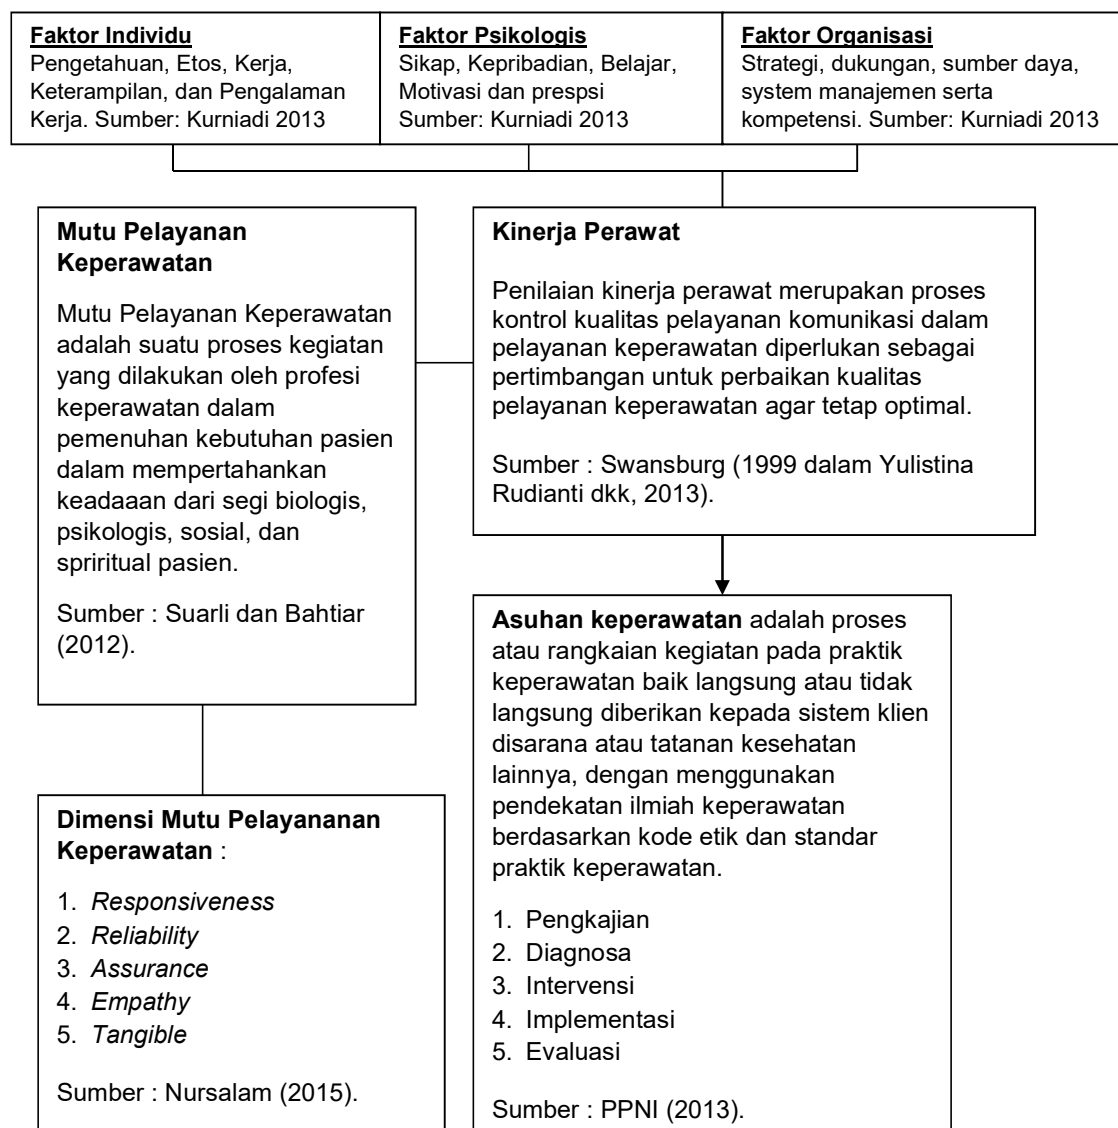 Faktor Individu
Pengetahuan, Etos, Kerja,
Keterampilan, dan Pengalaman
Kerja. Sumber: Kurniadi 2013
Faktor Psikologis
Sikap, Kepribadian, Belajar,
Motivasi dan prespsi
Sumber: Kurniadi 2013
Faktor Organisasi
Strategi, dukungan, sumber daya,
system manajemen serta
kompetensi. Sumber: Kurniadi 2013
Mutu Pelayanan
Keperawatan
Mutu Pelayanan Keperawatan
adalah suatu proses kegiatan
yang dilakukan oleh profesi
keperawatan dalam
pemenuhan kebutuhan pasien
dalam mempertahankan
keadaaan dari segi biologis,
psikologis, sosial, dan
spriritual pasien.
Sumber : Suarli dan Bahtiar
(2012).
Kinerja Perawat
Penilaian kinerja perawat merupakan proses
kontrol kualitas pelayanan komunikasi dalam
pelayanan keperawatan diperlukan sebagai
pertimbangan untuk perbaikan kualitas
pelayanan keperawatan agar tetap optimal.
Sumber : Swansburg (1999 dalam Yulistina
Rudianti dkk, 2013).
Asuhan keperawatan adalah proses
atau rangkaian kegiatan pada praktik
keperawatan baik langsung atau tidak
langsung diberikan kepada sistem klien
disarana atau tatanan kesehatan
lainnya, dengan menggunakan
pendekatan ilmiah keperawatan
berdasarkan kode etik dan standar
praktik keperawatan.
1. Pengkajian
2. Diagnosa
3. Intervensi
4. Implementasi
5. Evaluasi
Sumber : PPNI (2013).
Dimensi Mutu Pelayananan
Keperawatan :
1. Responsiveness
2. Reliability
3. Assurance
4. Empathy
5. Tangible
Sumber : Nursalam (2015).